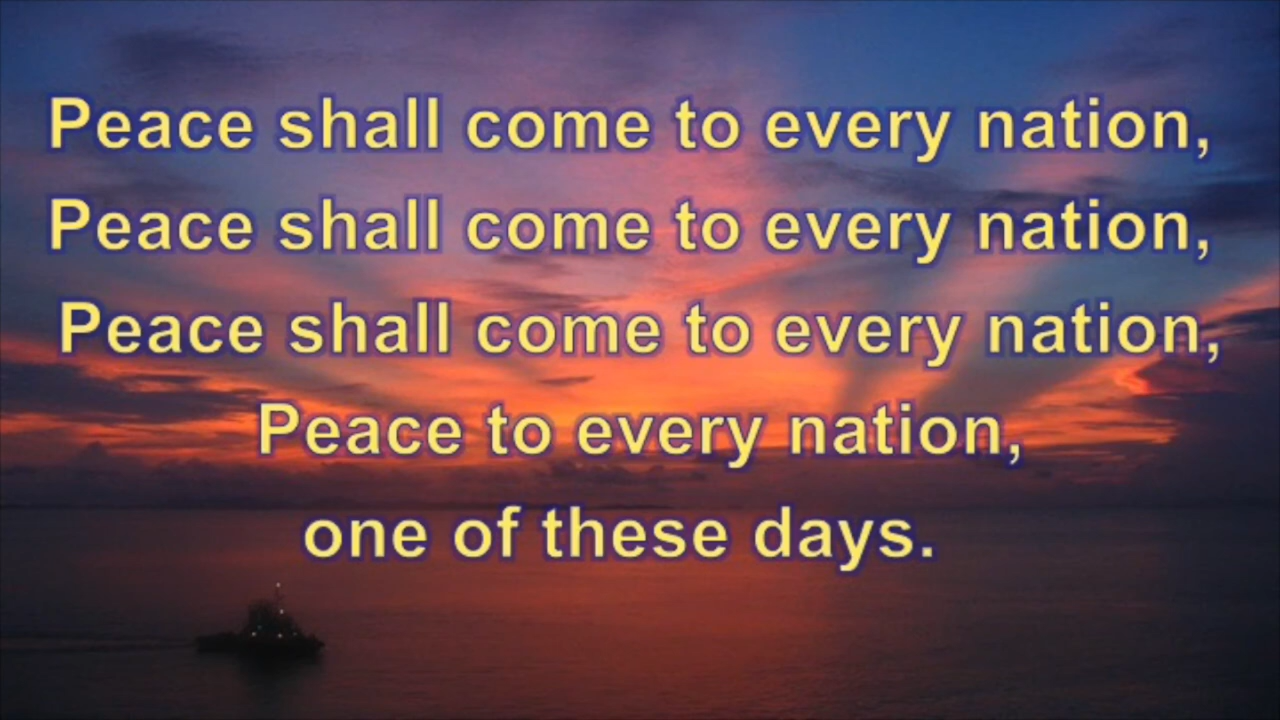 Peace shall come to every nation,
Peace shall come to every nation,
Peace shall come to every nation,
Peace to every nation,
one of these days.